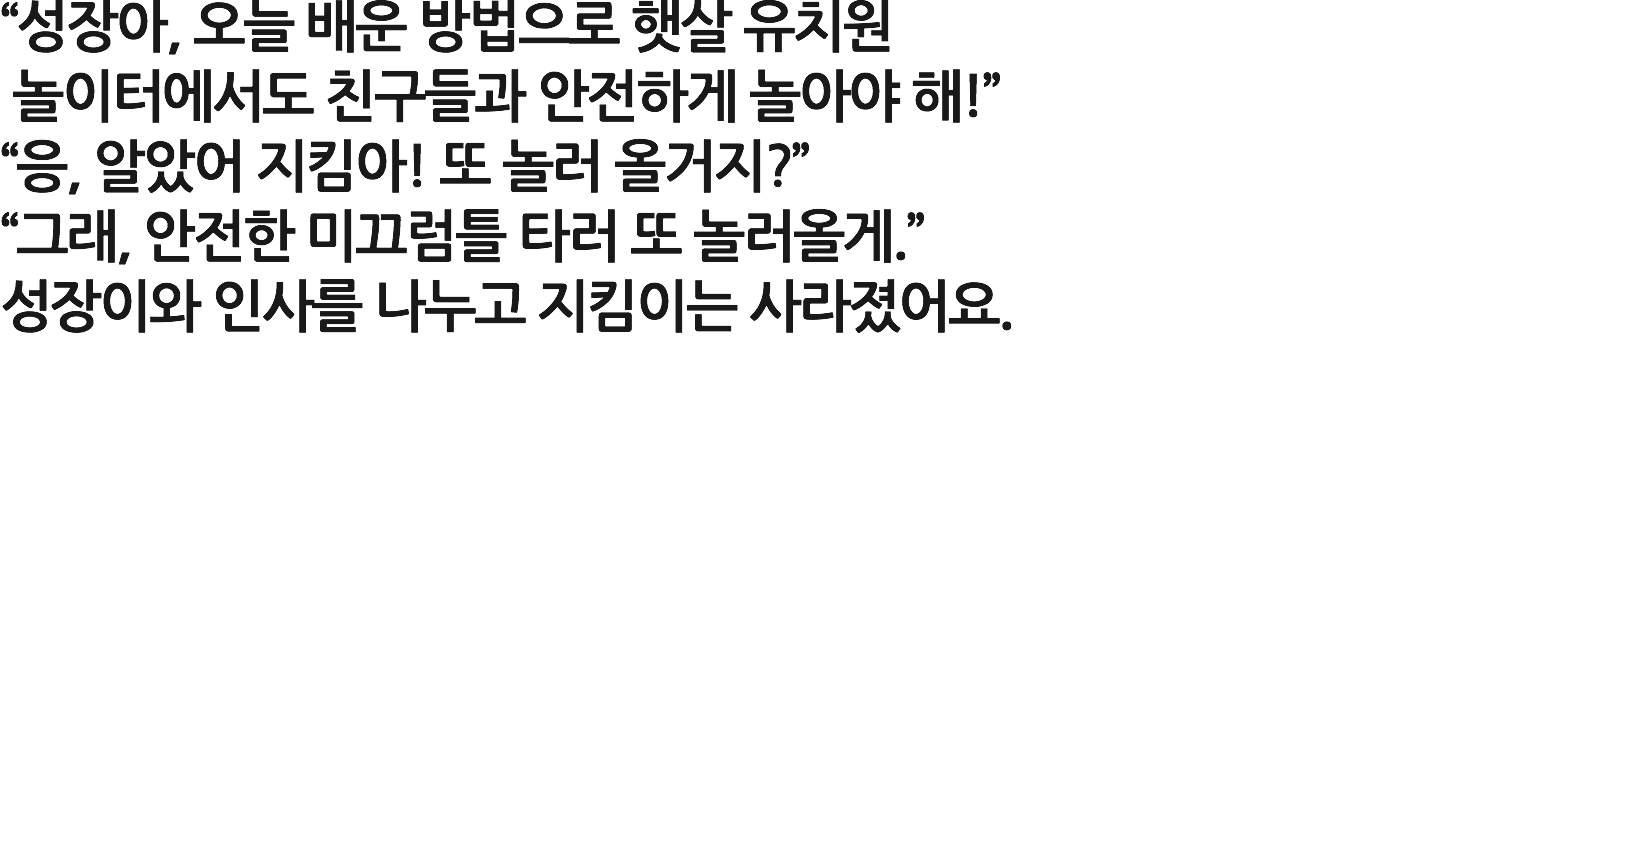 “성장아, 오늘 배운 방법으로 햇살 유치원
놀이터에서도 친구들과 안전하게 놀아야 해!”
“응, 알았어 지킴아! 또 놀러 올거지?”
“그래, 안전한 미끄럼틀 타러 또 놀러올게.”
성장이와 인사를 나누고 지킴이는 사라졌어요.